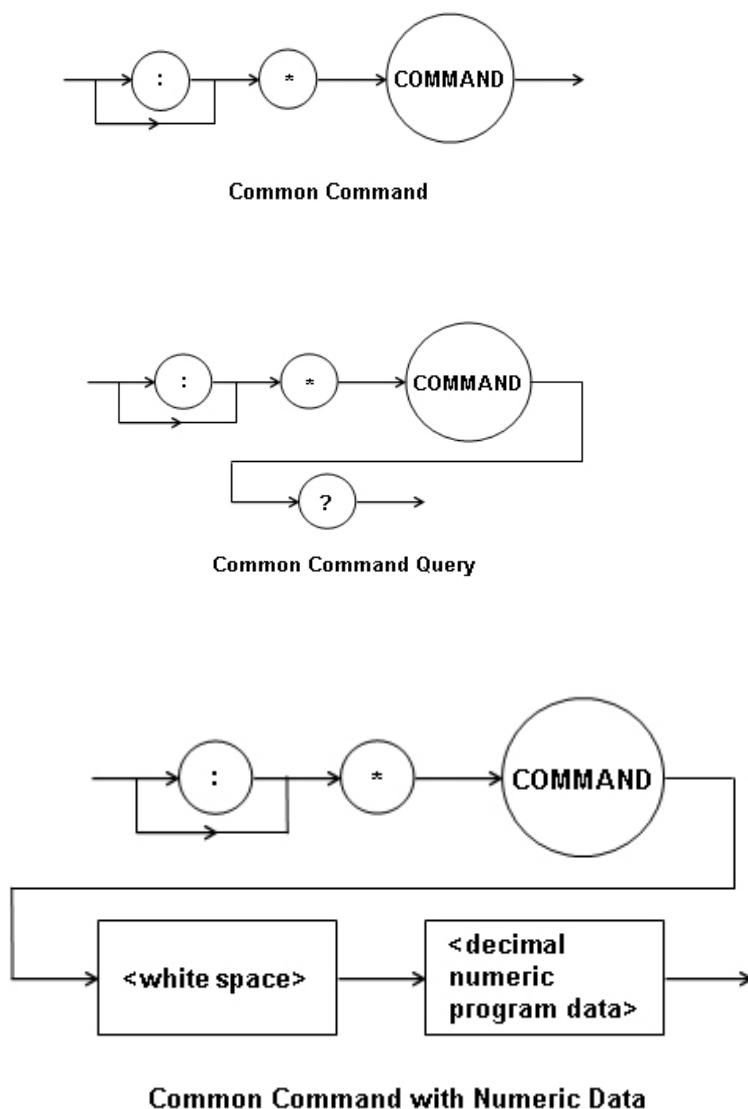 : * COMMAND
Common Command
: * COMMAND
?
Common Command Query
: * COMMAND
<white space> <decimal
numeric
program data>
Common Command with Numeric Data